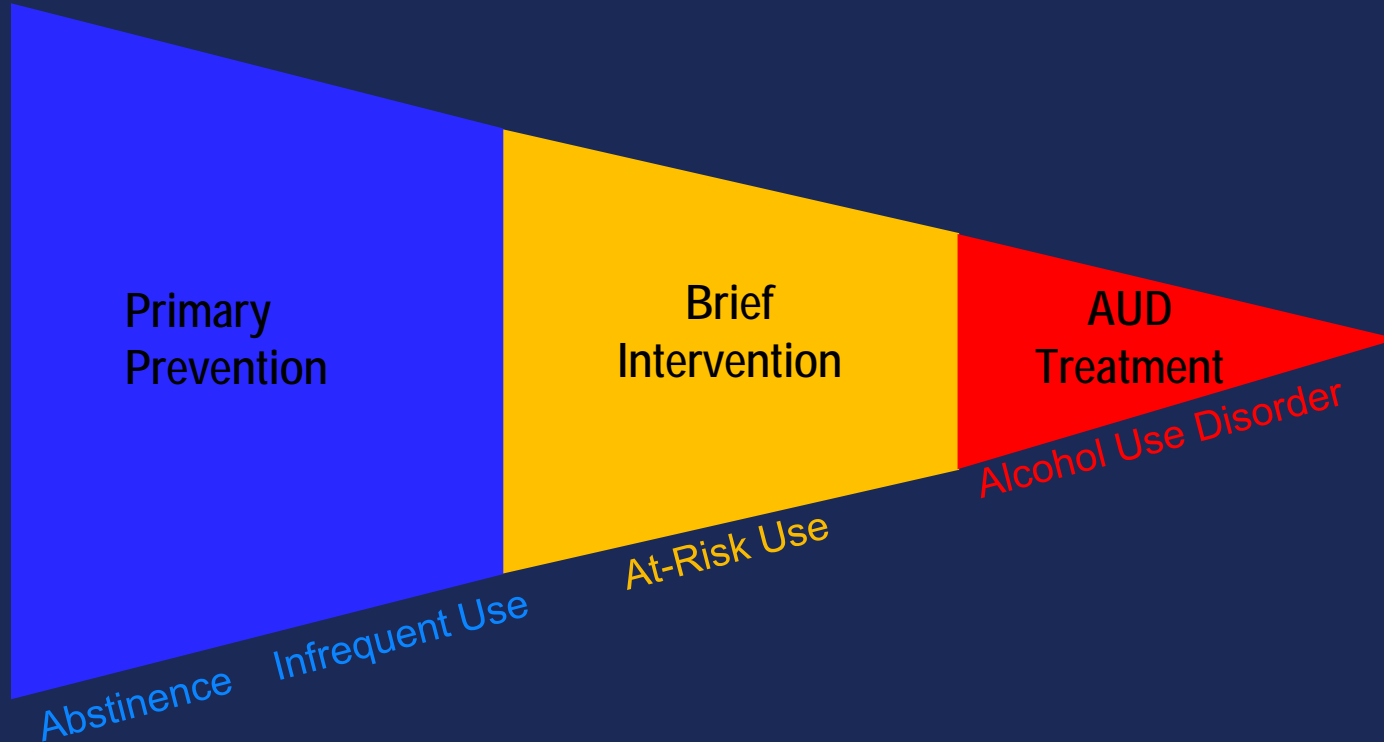 Primary
Prevention
Brief
Intervention
AUD
Treatment
Abstinence
Infrequent Use
At-Risk Use
Alcohol Use Disorder